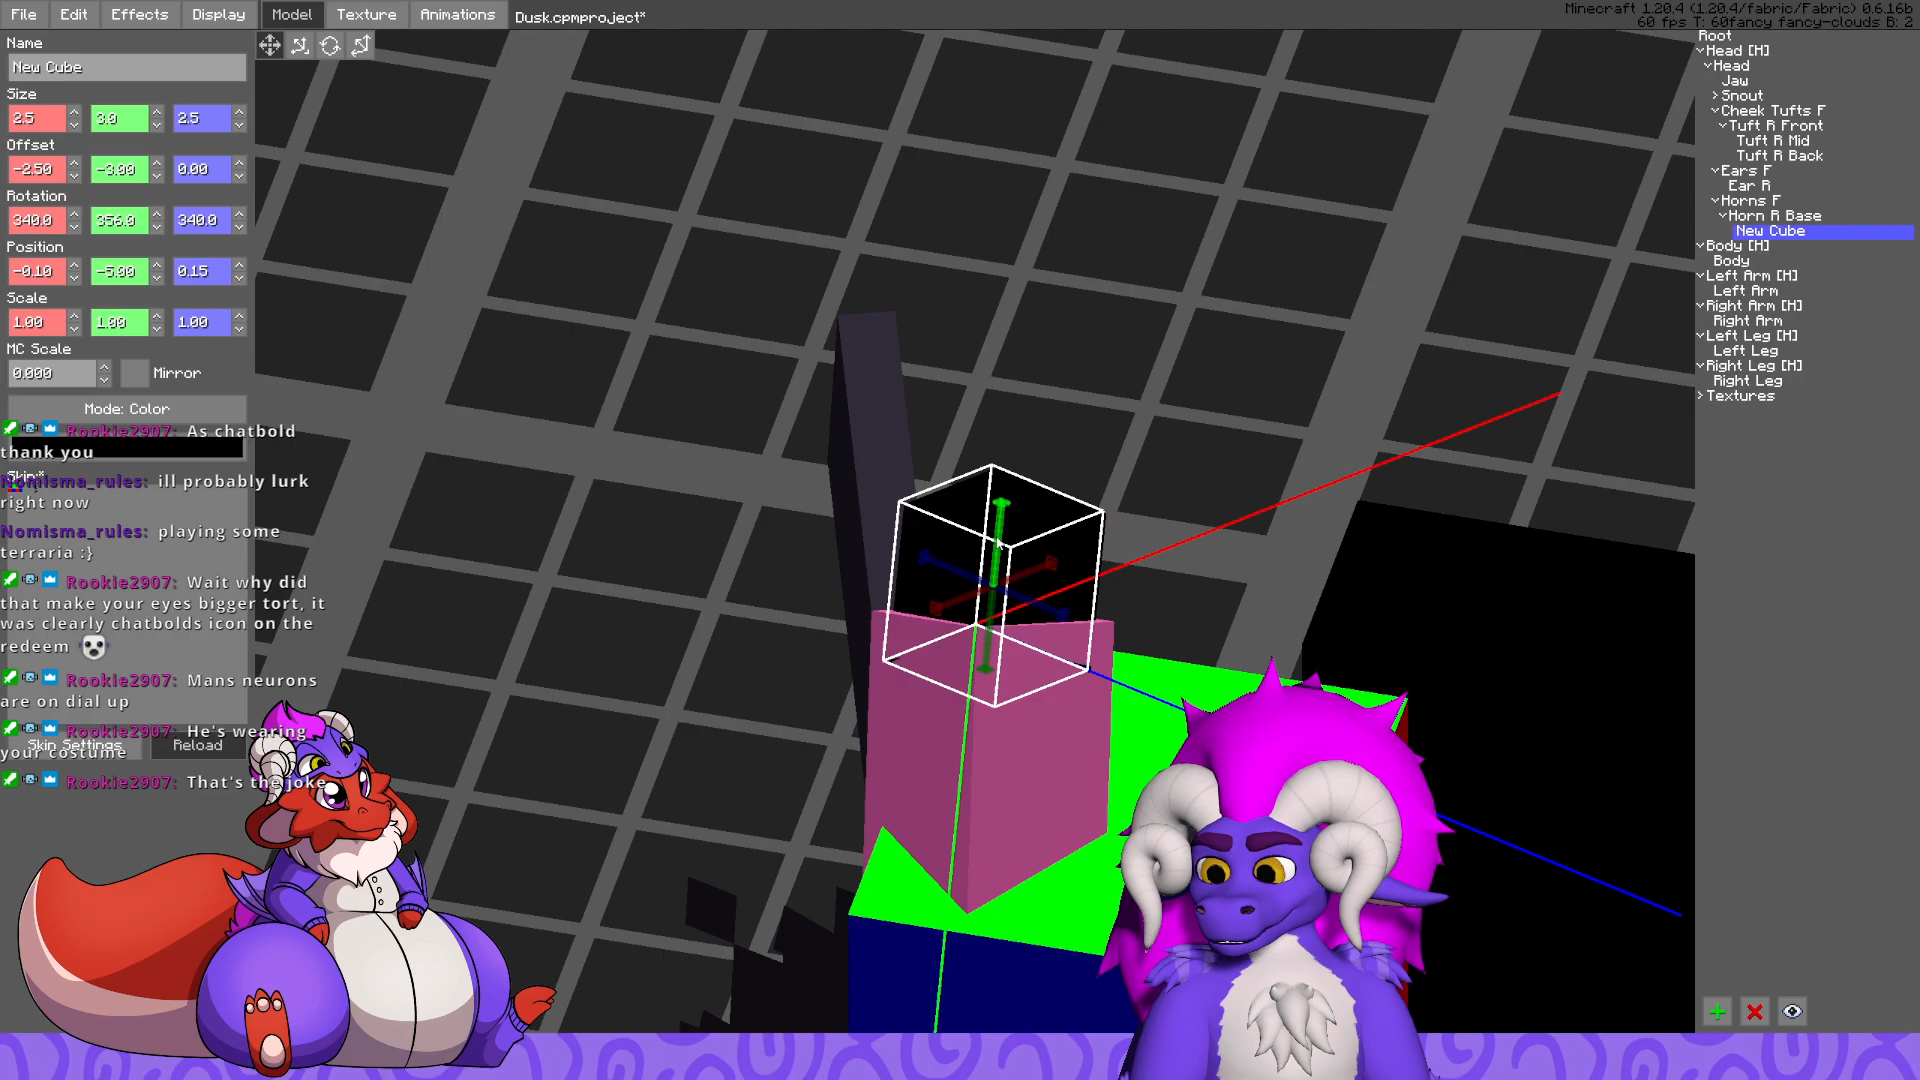 File Edit Effects Display Model Texture Animations Dusk.cpmproject*
Minecraft 1.20.4 (1.20.4/fabric/Fabric) 0.6.16b
60 fps T: 60fancy fancy-clouds B: 2
Name
New Cube
Size
2.5 3.0 2.5
Offset
-2.50 -3.00 0.00
Rotation
340.0 356.0 340.0
Position
-0.10 -5.00 0.15
Scale
1.00 1.00 1.00
MC Scale
0.000 Mirror
Mode: Color
Rookie2907: As chatbold
thank you
Skin:*
Nomisma_rules: ill probably lurk
right now
Nomisma_rules: playing some
terraria :}
Rookie2907: Wait why did
that make your eyes bigger tort, it
was clearly chatbolds icon on the
redeem
Rookie2907: Mans neurons
are on dial up
Rookie2907: He's wearing
your costume
Skin Settings Reload
Rookie2907: That's the joke
Root
Head [H]
Head
Jaw
Snout
Cheek Tufts F
Tuft R Front
Tuft R Mid
Tuft R Back
Ears F
Ear R
Horns F
Horn R Base
New Cube
Body [H]
Body
Left Arm [H]
Left Arm
Right Arm [H]
Right Arm
Left Leg [H]
Left Leg
Right Leg [H]
Right Leg
Textures